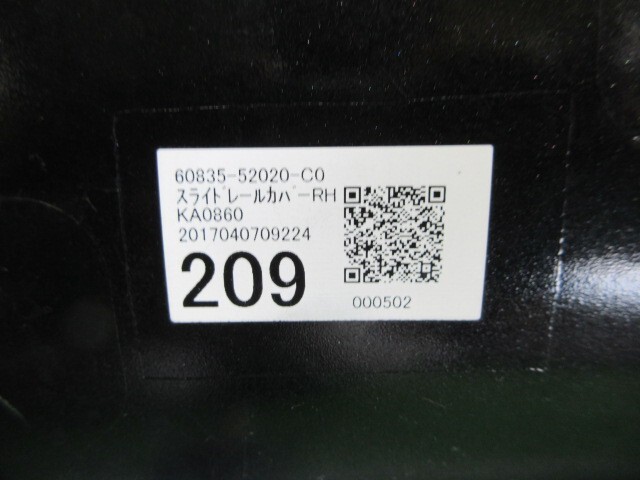 60835-52020-C0
ｽﾗｲﾄﾞﾚｰﾙｶﾊﾞｰRH
KA0860
2017040709224
209
000502